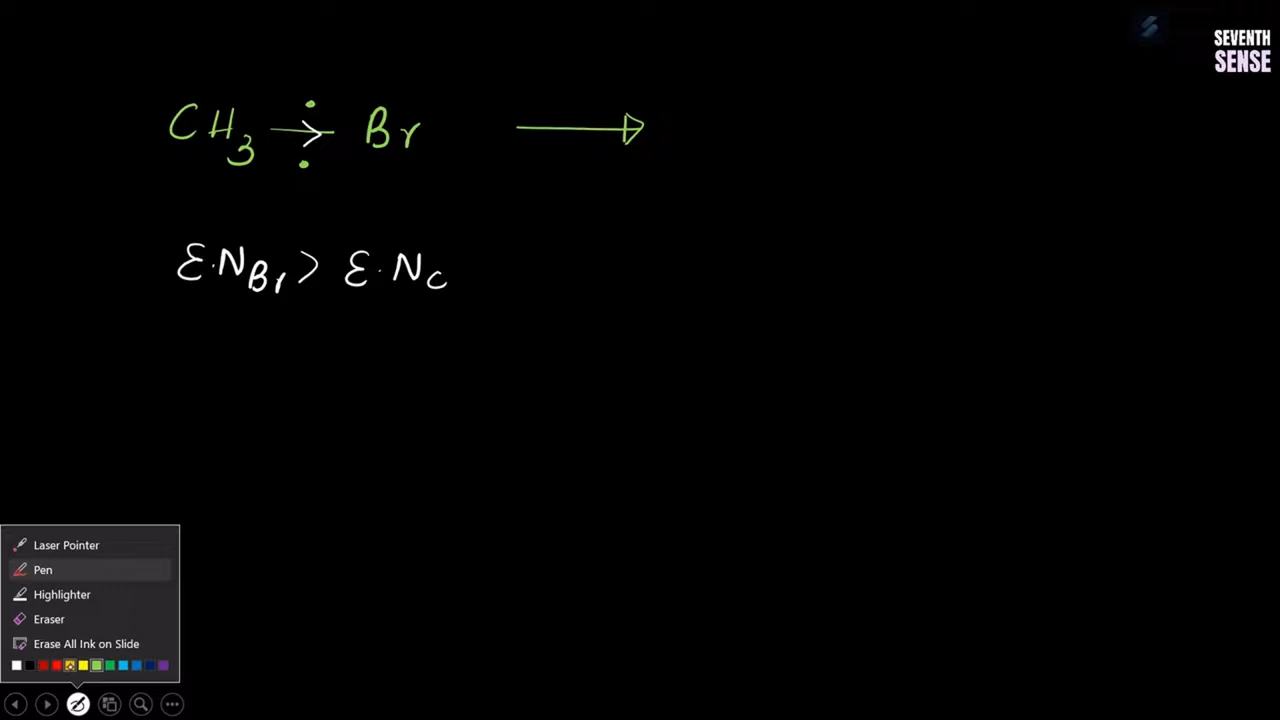 SEVENTH
SENSE
CH3 → Br →
Ɛ.NBr > Ɛ.Nc
Laser Pointer
Pen
Highlighter
Eraser
Erase All Ink on Slide